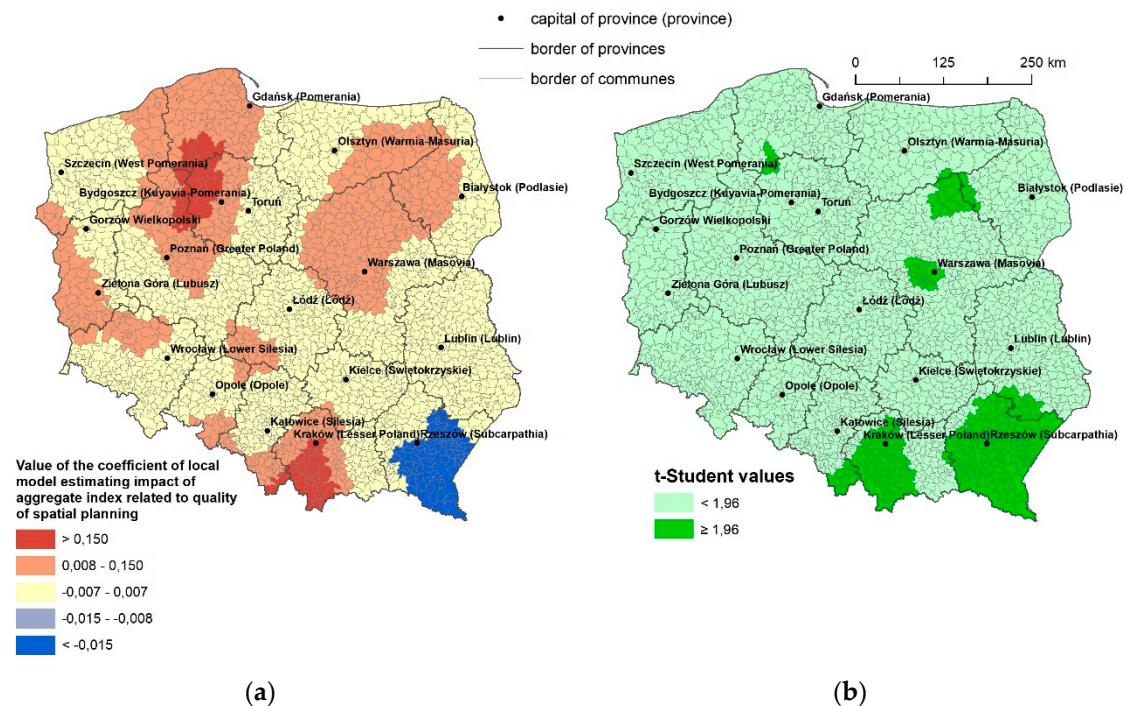 capital of province (province)
border of provinces
border of communes
0 125 250 km
Gdańsk (Pomerania)
Olsztyn (Warmia-Masuria)
Szczecin (West Pomerania)
Białystok (Podlasie)
Bydgoszcz (Kuyavia-Pomerania)
Toruń
Gorzów Wielkopolski
Poznań (Greater Poland)
Warszawa (Masovia)
Zielona Góra (Lubusz)
Łódź (Łódź)
Wrocław (Lower Silesia)
Lublin (Lublin)
Opole (Opole)
Kielce (Świętokrzyskie)
Katowice (Silesia)
Kraków (Lesser Poland)
Rzeszów (Subcarpathia)
Value of the coefficient of local
model estimating impact of
aggregate index related to quality
of spatial planning
> 0,150
0,008 - 0,150
-0,007 - 0,007
-0,015 - -0,008
< -0,015
(a)
Gdańsk (Pomerania)
Olsztyn (Warmia-Masuria)
Szczecin (West Pomerania)
Białystok (Podlasie)
Bydgoszcz (Kuyavia-Pomerania)
Toruń
Gorzów Wielkopolski
Poznań (Greater Poland)
Warszawa (Masovia)
Zielona Góra (Lubusz)
Łódź (Łódź)
Wrocław (Lower Silesia)
Lublin (Lublin)
Opole (Opole)
Kielce (Świętokrzyskie)
Katowice (Silesia)
Kraków (Lesser Poland)
Rzeszów (Subcarpathia)
t-Student values
< 1,96
≥ 1,96
(b)